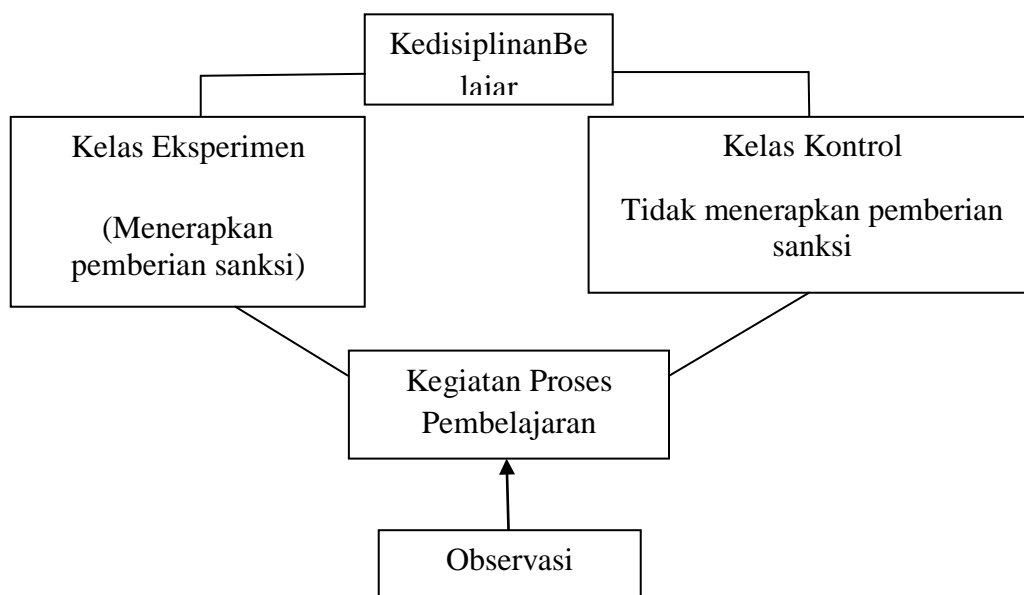 KedisiplinanBe
lajar
Kelas Eksperimen
(Menerapkan
pemberian sanksi)
Kelas Kontrol
Tidak menerapkan pemberian
sanksi
Kegiatan Proses
Pembelajaran
Observasi